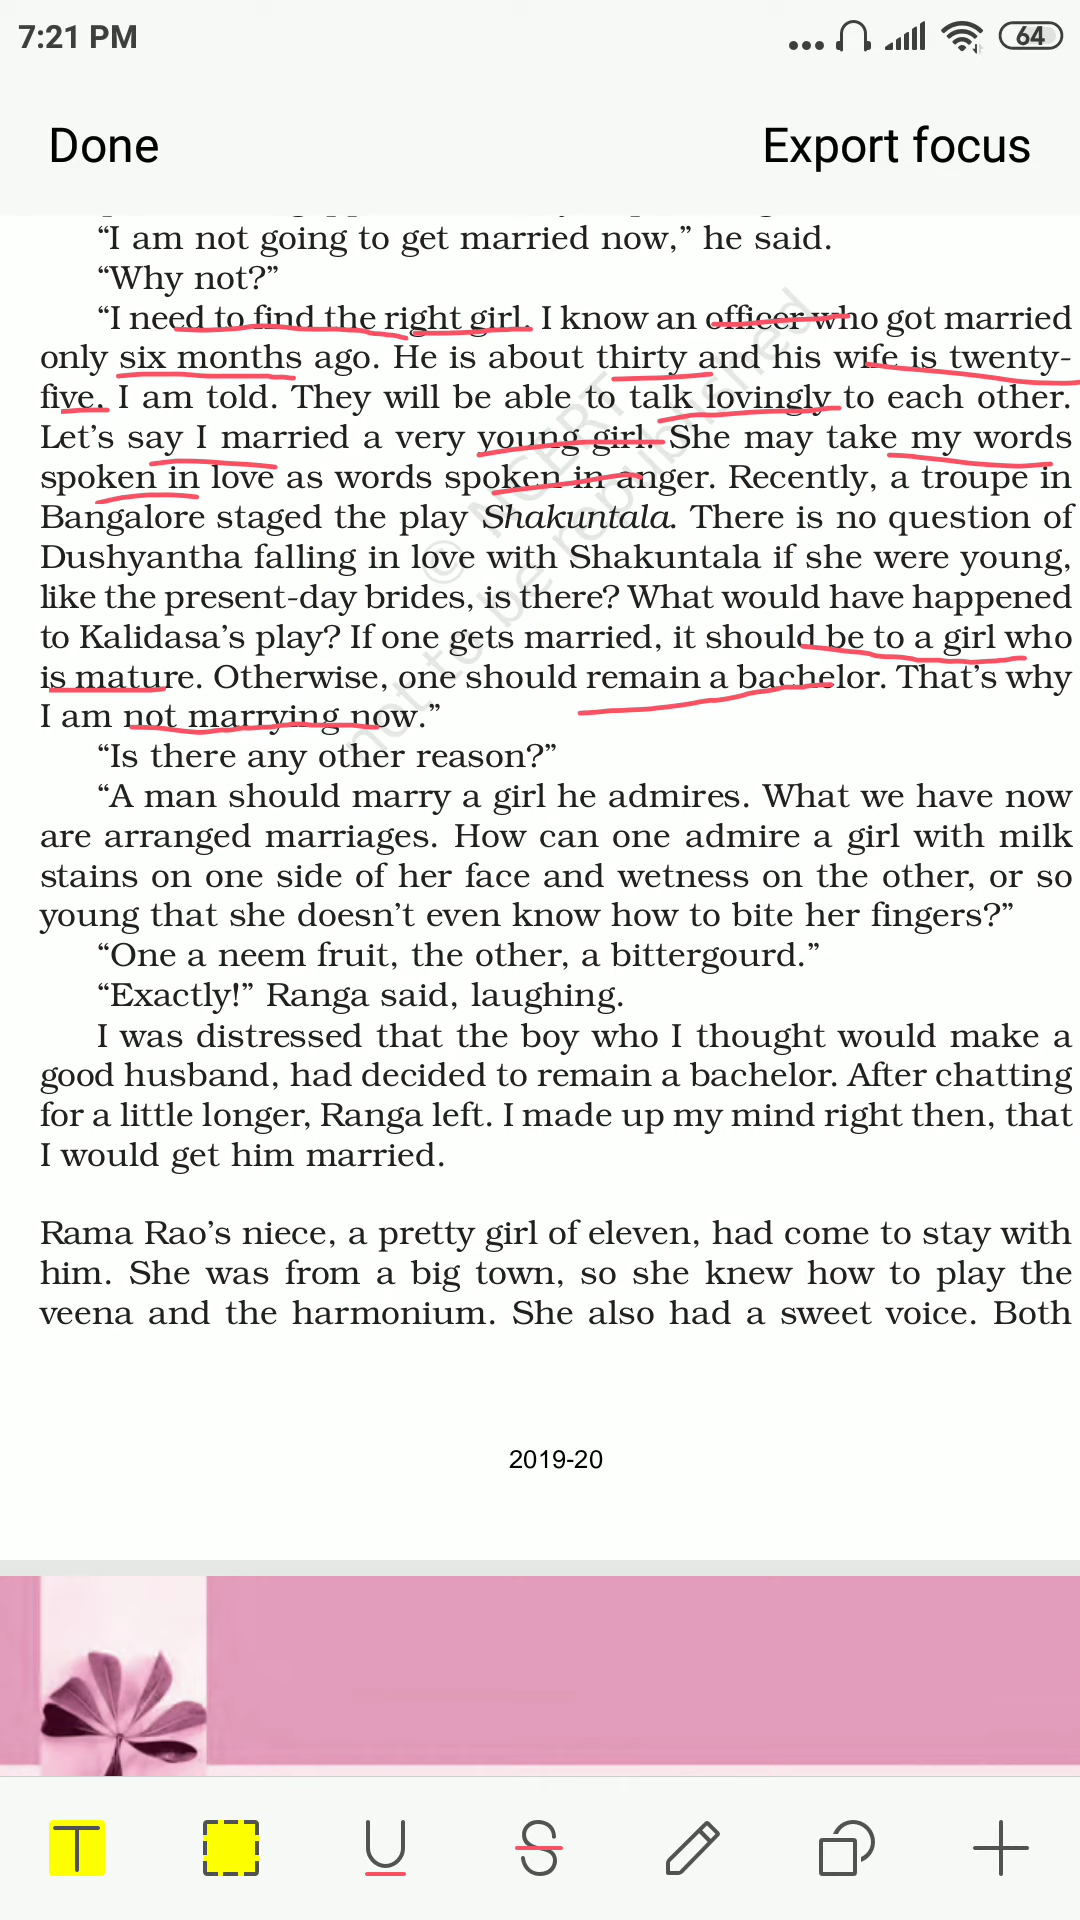 7:21 PM
64
Done
Export focus
“I am not going to get married now,” he said.
“Why not?”
“I need to find the right girl. I know an officer who got married
only six months ago. He is about thirty and his wife is twenty-
five, I am told. They will be able to talk lovingly to each other.
Let’s say I married a very young girl. She may take my words
spoken in love as words spoken in anger. Recently, a troupe in
Bangalore staged the play Shakuntala. There is no question of
Dushyantha falling in love with Shakuntala if she were young,
like the present-day brides, is there? What would have happened
to Kalidasa’s play? If one gets married, it should be to a girl who
is mature. Otherwise, one should remain a bachelor. That’s why
I am not marrying now.”
“Is there any other reason?”
“A man should marry a girl he admires. What we have now
are arranged marriages. How can one admire a girl with milk
stains on one side of her face and wetness on the other, or so
young that she doesn’t even know how to bite her fingers?”
“One a neem fruit, the other, a bittergourd.”
“Exactly!” Ranga said, laughing.
I was distressed that the boy who I thought would make a
good husband, had decided to remain a bachelor. After chatting
for a little longer, Ranga left. I made up my mind right then, that
I would get him married.
Rama Rao’s niece, a pretty girl of eleven, had come to stay with
him. She was from a big town, so she knew how to play the
veena and the harmonium. She also had a sweet voice. Both
© NCERT
not to be republished
2019-20
T
U
S